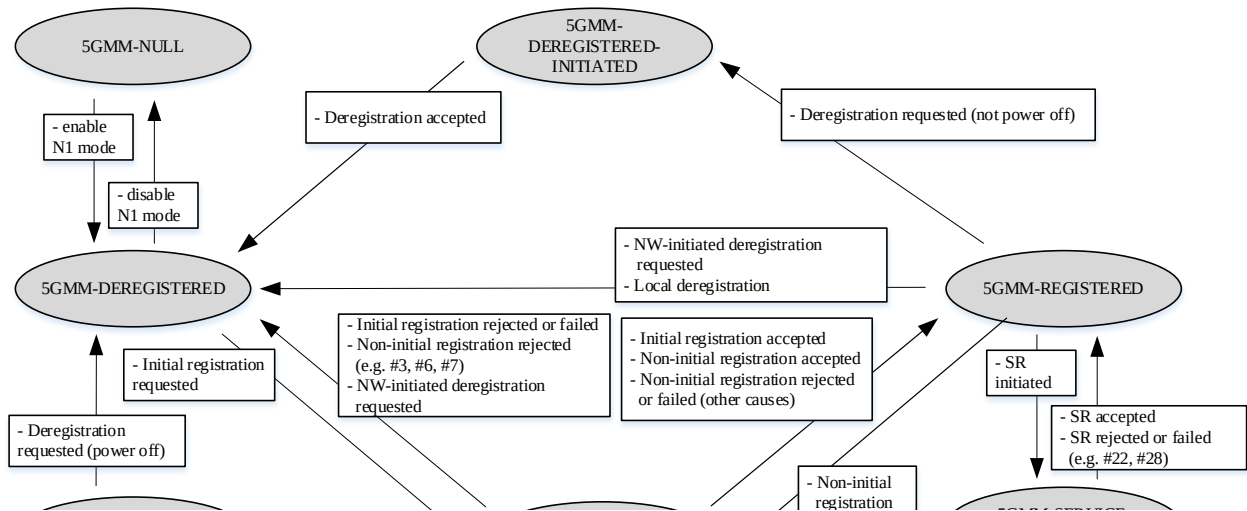 5GMM-NULL
5GMM-
DEREGISTERED-
INITIATED
- Deregistration accepted
- Deregistration requested (not power off)
- enable
N1 mode
- disable
N1 mode
- NW-initiated deregistration
requested
- Local deregistration
5GMM-DEREGISTERED
5GMM-REGISTERED
- Initial registration
requested
- Initial registration rejected or failed
- Non-initial registration rejected
(e.g. #3, #6, #7)
- NW-initiated deregistration
requested
- Initial registration accepted
- Non-initial registration accepted
- Non-initial registration rejected
or failed (other causes)
- SR
initiated
- Deregistration
requested (power off)
- SR accepted
- SR rejected or failed
(e.g. #22, #28)
- Non-initial
registration
5GMM-SERVICE-